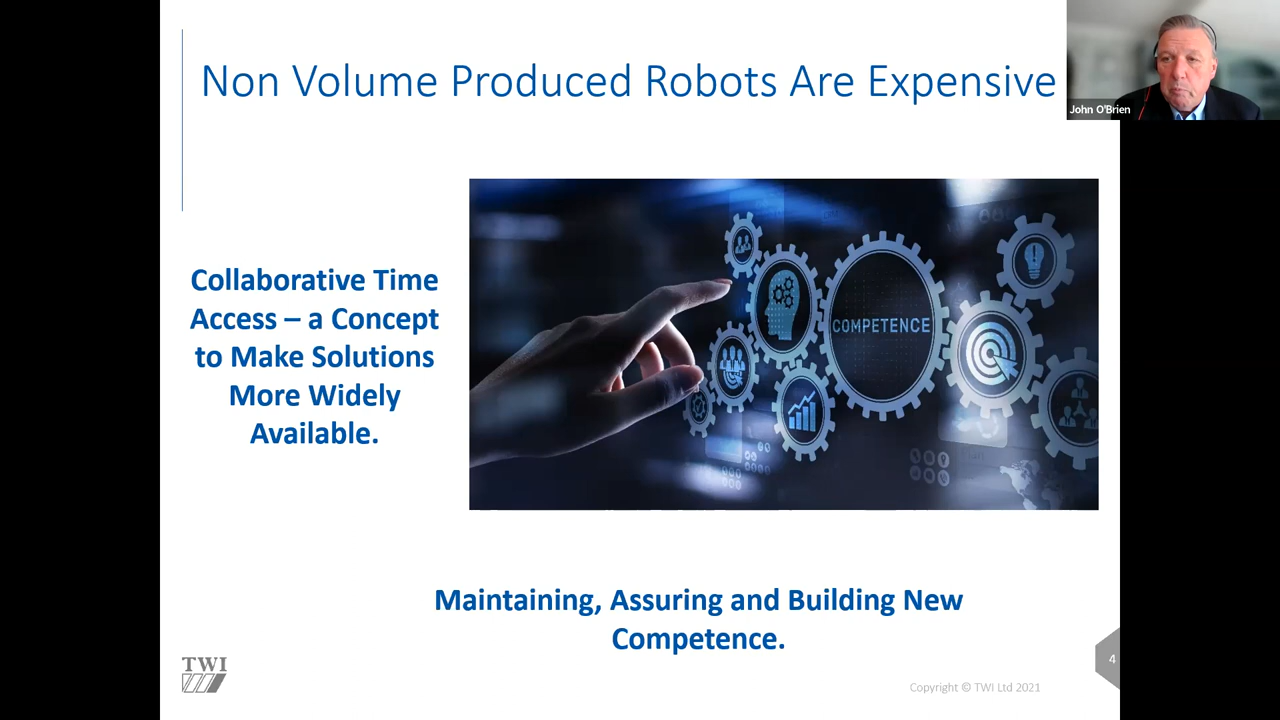 Non Volume Produced Robots Are Expensive
John O'Brien
Collaborative Time
Access – a Concept
to Make Solutions
More Widely
Available.
COMPETENCE
Maintaining, Assuring and Building New
Competence.
TWI
4
Copyright © TWI Ltd 2021